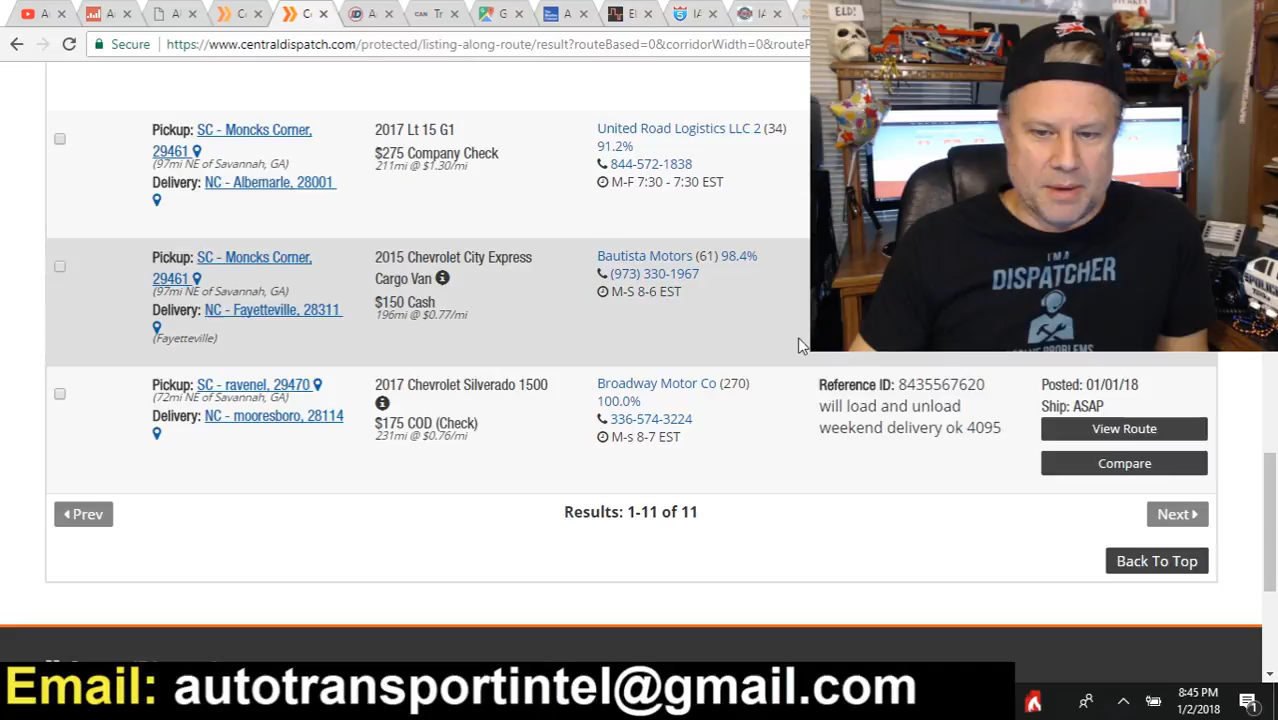 Secure
https://www.centraldispatch.com/protected/listing-along-route/result?routeBased=0&corridorWidth=0&routeP
ELD!
Pickup: SC - Moncks Corner, 29461
(97mi NE of Savannah, GA)
Delivery: NC - Albemarle, 28001
2017 Lt 15 G1
$275 Company Check
211mi @ $1.30/mi
United Road Logistics LLC 2 (34)
91.2%
844-572-1838
M-F 7:30 - 7:30 EST
Pickup: SC - Moncks Corner, 29461
(97mi NE of Savannah, GA)
Delivery: NC - Fayetteville, 28311
(Fayetteville)
2015 Chevrolet City Express
Cargo Van
$150 Cash
196mi @ $0.77/mi
Bautista Motors (61) 98.4%
(973) 330-1967
M-S 8-6 EST
I'M A
DISPATCHER
I SOLVE PROBLEMS
Pickup: SC - ravenel, 29470
(72mi NE of Savannah, GA)
Delivery: NC - mooresboro, 28114
2017 Chevrolet Silverado 1500
$175 COD (Check)
231mi @ $0.76/mi
Broadway Motor Co (270)
100.0%
336-574-3224
M-s 8-7 EST
Reference ID: 8435567620
will load and unload
weekend delivery ok 4095
Posted: 01/01/18
Ship: ASAP
View Route
Compare
Prev
Results: 1-11 of 11
Next
Back To Top
Email: autotransportintel@gmail.com
8:45 PM
1/2/2018